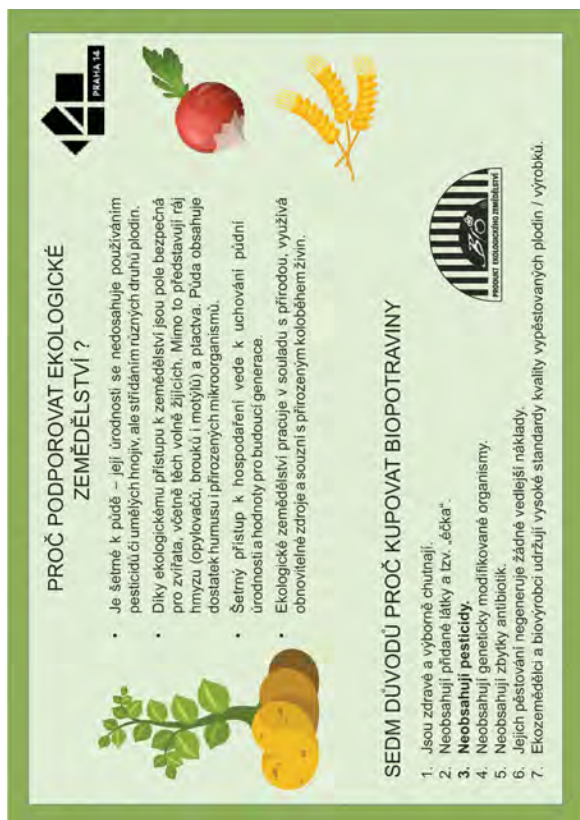 PROČ PODPOROVAT EKOLOGICKÉ
ZEMĚDĚLSTVÍ ?
PRAHA 14
• Je šetrné k půdě – její úrodnosti se nedosahuje používáním
pesticidů či umělých hnojiv, ale střídáním různých druhů plodin.
• Díky ekologickému přístupu k zemědělství jsou pole bezpečná
pro zvířata, včetně těch volně žijících. Mimo to představují ráj
hmyzu (opylovačů, brouků i motýlů) a ptactva. Půda obsahuje
dostatek humusu i přirozených mikroorganismů.
• Šetrný přístup k hospodaření vede k uchování půdní
úrodnosti a hodnoty pro budoucí generace.
• Ekologické zemědělství pracuje v souladu s přírodou, využívá
obnovitelné zdroje a souzní s přirozeným koloběhem živin.
SEDM DŮVODŮ PROČ KUPOVAT BIOPOTRAVINY
1. Jsou zdravé a výborně chutnají.
2. Neobsahují přídané látky a tzv. „éčka“.
3. Neobsahují pesticidy.
4. Neobsahují geneticky modifikované organismy.
5. Neobsahují zbytky antibiotik.
6. Jejich pěstování negeneruje žádné vedlejší náklady.
7. Ekozemědělci a biovýrobci udržují vysoké standardy kvality vypěstovaných plodin / výrobků.
BIO
PRODUKT EKOLOGICKÉHO ZEMĚDĚLSTVÍ